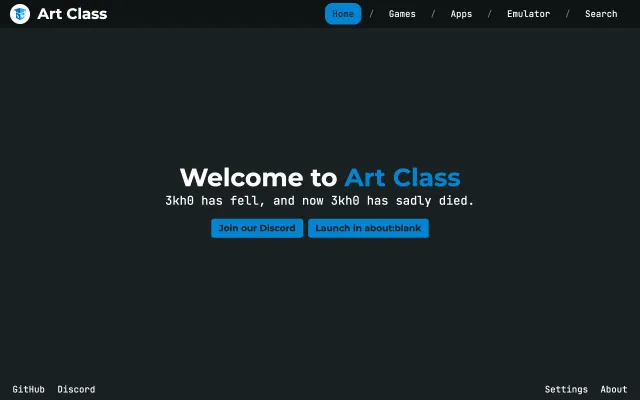 Art Class
Home / Games / Apps / Emulator / Search
Welcome to Art Class
3kh0 has fell, and now 3kh0 has sadly died.
Join our Discord Launch in about:blank
GitHub Discord Settings About